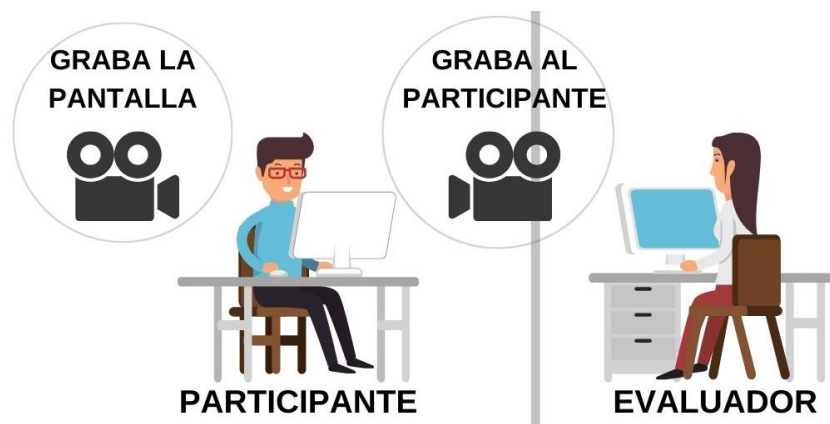 GRABA LA
PANTALLA
GRABA AL
PARTICIPANTE
PARTICIPANTE
EVALUADOR